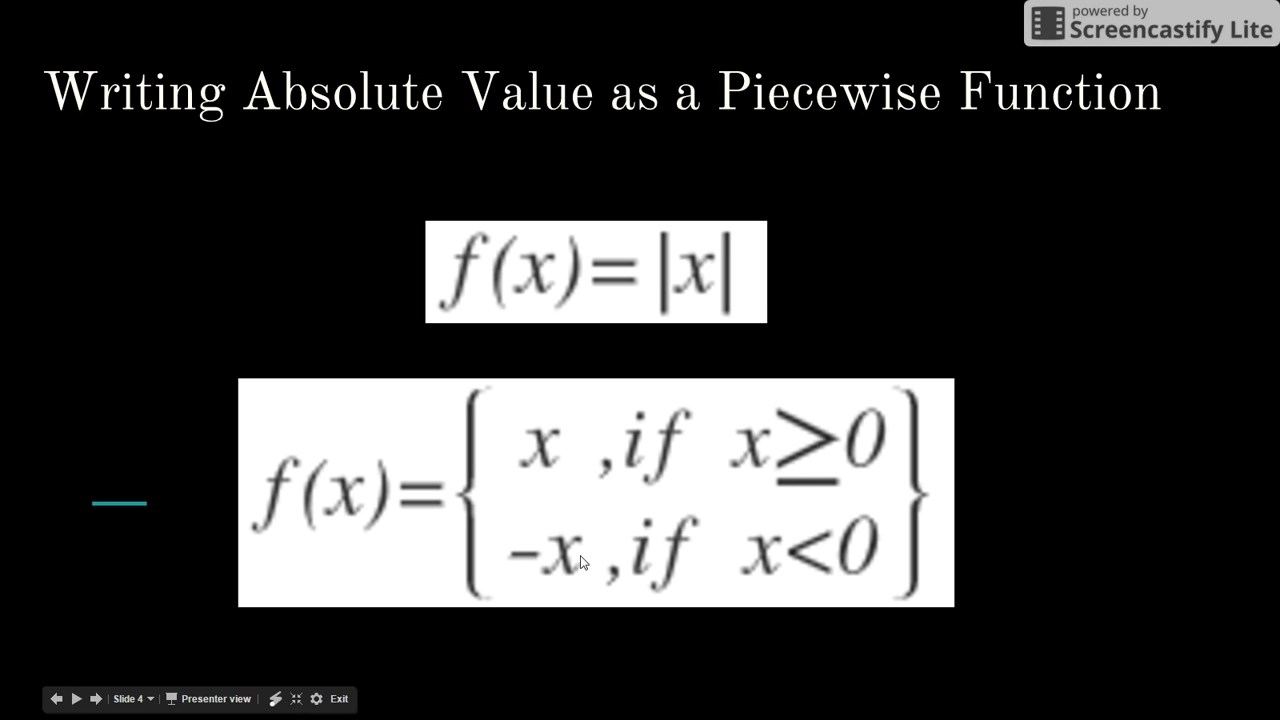 powered by
Screencastify Lite
Writing Absolute Value as a Piecewise Function
f(x)=|x|
f(x)={ x ,if x≥0
-x ,if x<0 }
Slide 4 Presenter view Exit